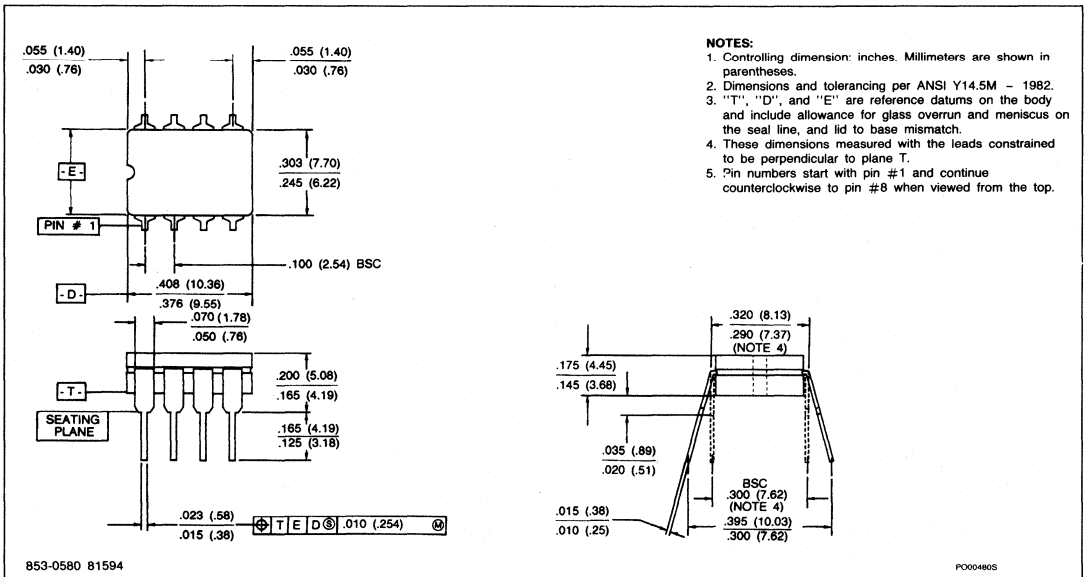 .055 (1.40)
.030 (.76)
.055 (1.40)
.030 (.76)
-E-
.303 (7.70)
.245 (6.22)
PIN # 1
.100 (2.54) BSC
-D-
.408 (10.36)
.376 (9.55)
.070 (1.78)
.050 (.76)
-T-
.200 (5.08)
.165 (4.19)
SEATING
PLANE
.165 (4.19)
.125 (3.18)
.023 (.58)
.015 (.38)
⌖ T E D Ⓢ .010 (.254) Ⓜ
853-0580 81594
NOTES:
1. Controlling dimension: inches. Millimeters are shown in
parentheses.
2. Dimensions and tolerancing per ANSI Y14.5M – 1982.
3. "T", "D", and "E" are reference datums on the body
and include allowance for glass overrun and meniscus on
the seal line, and lid to base mismatch.
4. These dimensions measured with the leads constrained
to be perpendicular to plane T.
5. Pin numbers start with pin #1 and continue
counterclockwise to pin #8 when viewed from the top.
.320 (8.13)
.290 (7.37)
(NOTE 4)
.175 (4.45)
.145 (3.68)
.035 (.89)
.020 (.51)
BSC
.300 (7.62)
(NOTE 4)
.015 (.38)
.010 (.25)
.395 (10.03)
.300 (7.62)
PO00480S